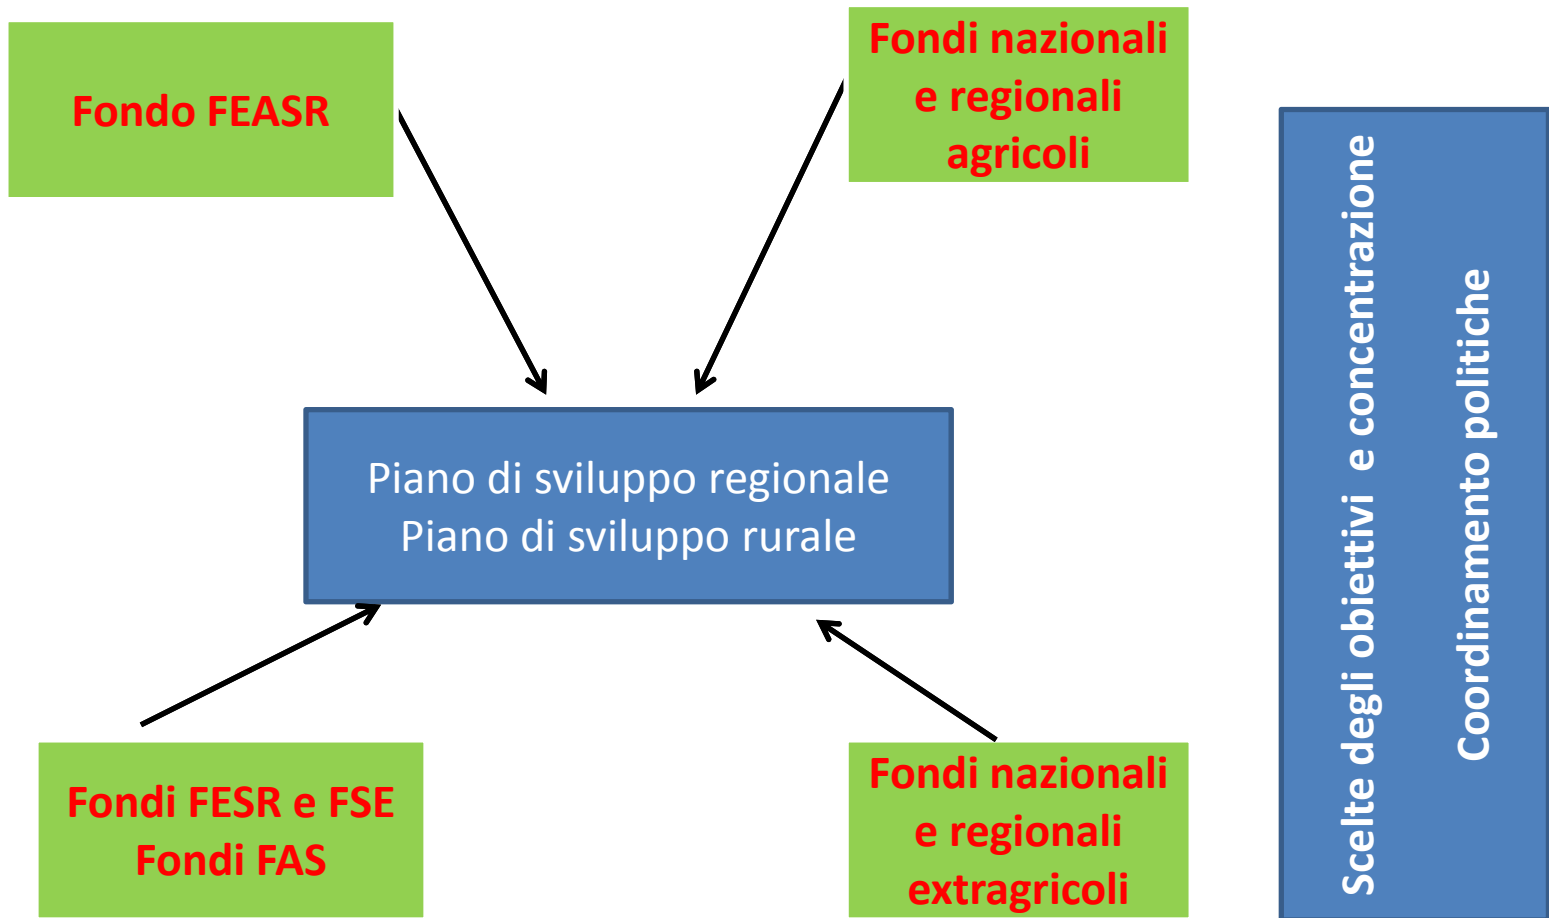 Fondo FEASR
Fondi nazionali
e regionali
agricoli
Piano di sviluppo regionale
Piano di sviluppo rurale
Fondi FESR e FSE
Fondi FAS
Fondi nazionali
e regionali
extragricoli
Scelte degli obiettivi e concentrazione
Coordinamento politiche